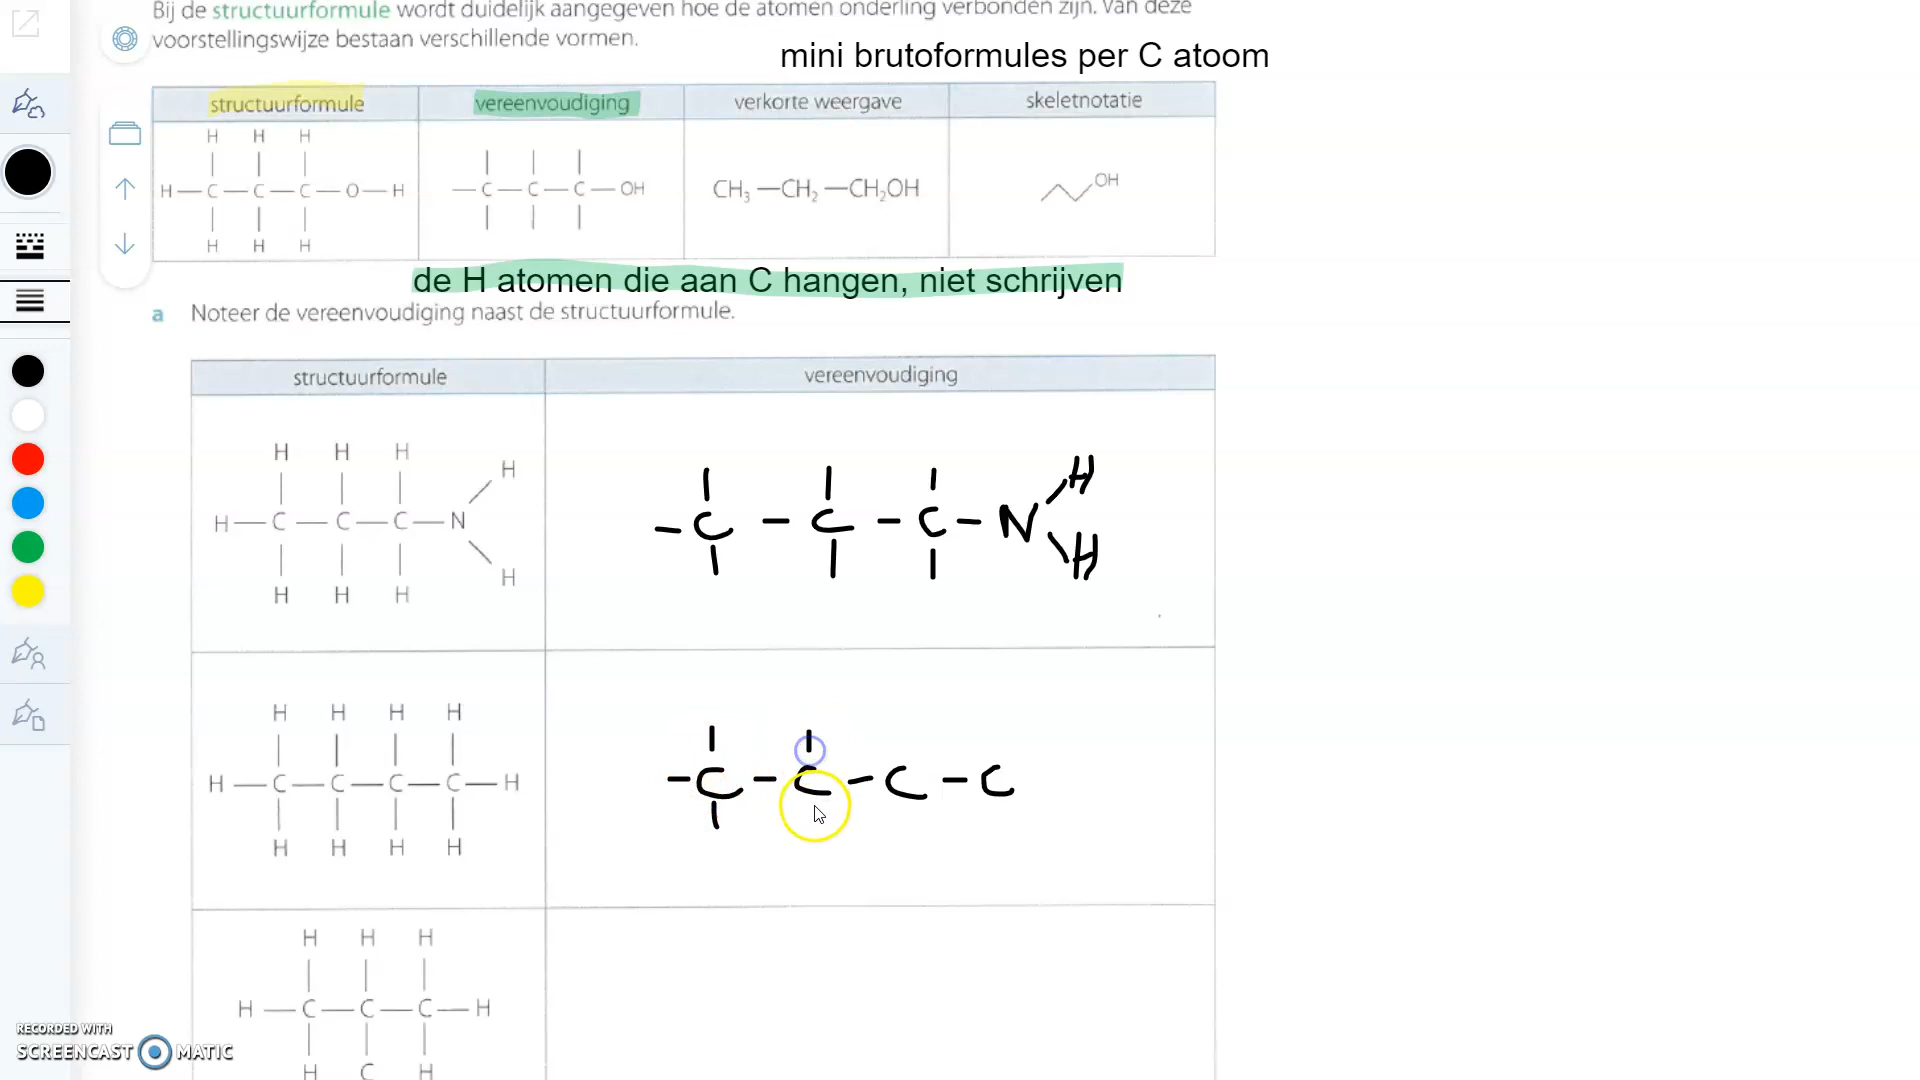 Bij de structuurformule wordt duidelijk aangegeven hoe de atomen onderling verbonden zijn. Van deze
voorstellingswijze bestaan verschillende vormen.
mini brutoformules per C atoom
structuurformule vereenvoudiging verkorte weergave skeletnotatie
H H H
H — C — C — C — O — H
H H H
— C — C — C — OH
CH₃ — CH₂ — CH₂OH
OH
de H atomen die aan C hangen, niet schrijven
a Noteer de vereenvoudiging naast de structuurformule.
structuurformule vereenvoudiging
H H H H
H — C — C — C — N
H H H H
H
- C - C - C - N
H
H H H H
H — C — C — C — C — H
H H H H
- C - C - C - C
H H H
H — C — C — C — H
H C H
RECORDED WITH
SCREENCAST MATIC